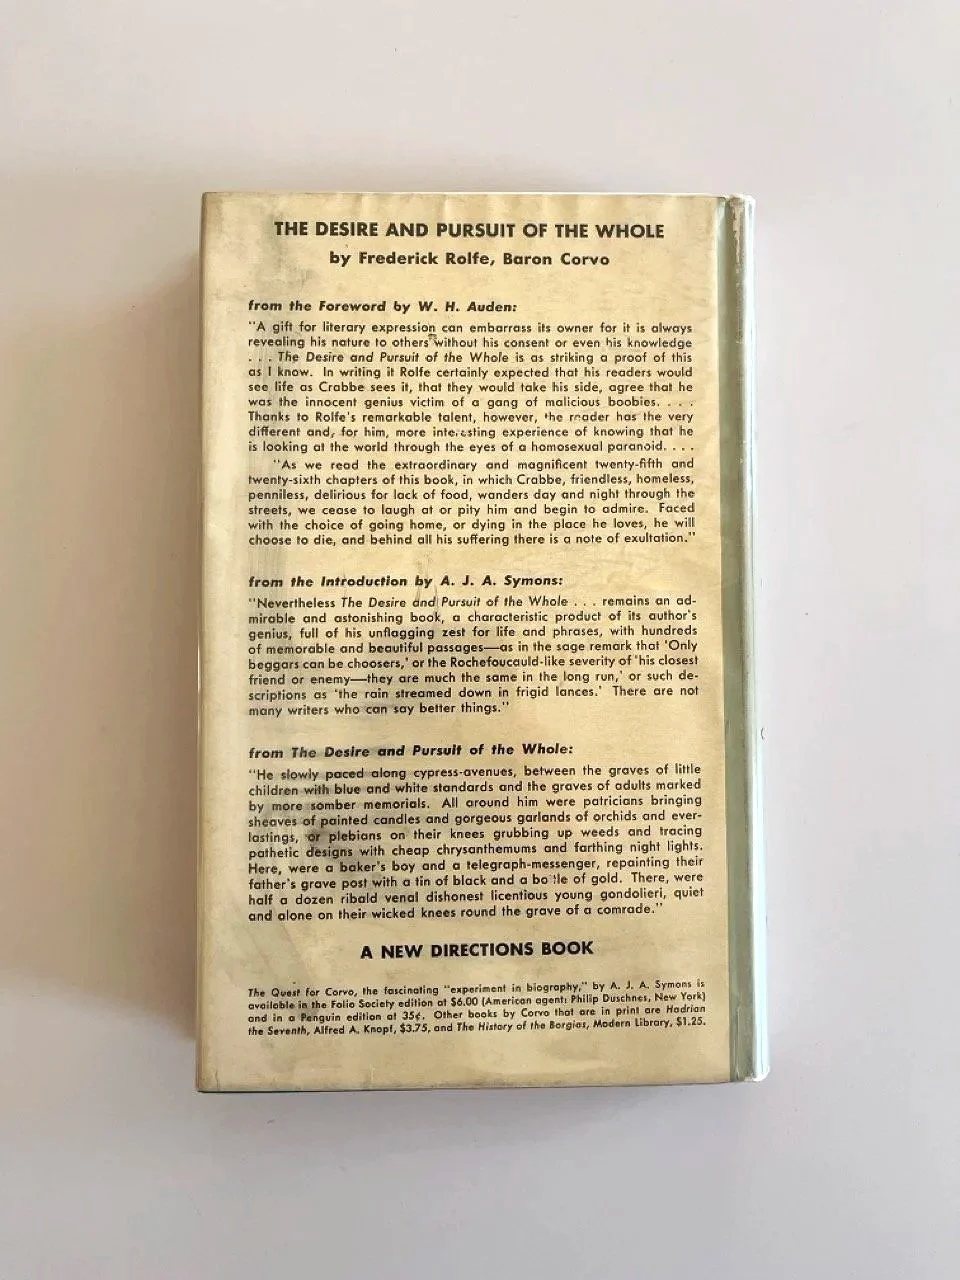 THE DESIRE AND PURSUIT OF THE WHOLE
by Frederick Rolfe, Baron Corvo
from the Foreword by W. H. Auden:
"A gift for literary expression can embarrass its owner for it is always
revealing his nature to others without his consent or even his knowledge
. . . The Desire and Pursuit of the Whole is as striking a proof of this
as I know. In writing it Rolfe certainly expected that his readers would
see life as Crabbe sees it, that they would take his side, agree that he
was the innocent genius victim of a gang of malicious boobies. . . .
Thanks to Rolfe's remarkable talent, however, the reader has the very
different and, for him, more interesting experience of knowing that he
is looking at the world through the eyes of a homosexual paranoid. . . .
"As we read the extraordinary and magnificent twenty-fifth and
twenty-sixth chapters of this book, in which Crabbe, friendless, homeless,
penniless, delirious for lack of food, wanders day and night through the
streets, we cease to laugh at or pity him and begin to admire. Faced
with the choice of going home, or dying in the place he loves, he will
choose to die, and behind all his suffering there is a note of exultation."
from the Introduction by A. J. A. Symons:
"Nevertheless The Desire and Pursuit of the Whole . . . remains an ad-
mirable and astonishing book, a characteristic product of its author's
genius, full of his unflagging zest for life and phrases, with hundreds
of memorable and beautiful passages—as in the sage remark that 'Only
beggars can be choosers,' or the Rochefoucauld-like severity of 'his closest
friend or enemy—they are much the same in the long run,' or such de-
scriptions as 'the rain streamed down in frigid lances.' There are not
many writers who can say better things."
from The Desire and Pursuit of the Whole:
"He slowly paced along cypress-avenues, between the graves of little
children with blue and white standards and the graves of adults marked
by more somber memorials. All around him were patricians bringing
sheaves of painted candles and gorgeous garlands of orchids and ever-
lastings, or plebians on their knees grubbing up weeds and tracing
pathetic designs with cheap chrysanthemums and farthing night lights.
Here, were a baker's boy and a telegraph-messenger, repainting their
father's grave post with a tin of black and a bottle of gold. There, were
half a dozen ribald venal dishonest licentious young gondolieri, quiet
and alone on their wicked knees round the grave of a comrade."
A NEW DIRECTIONS BOOK
The Quest for Corvo, the fascinating "experiment in biography," by A. J. A. Symons is
available in the Folio Society edition at $6.00 (American agent: Philip Duschnes, New York)
and in a Penguin edition at 35¢. Other books by Corvo that are in print are Hadrian
the Seventh, Alfred A. Knopf, $3.75, and The History of the Borgias, Modern Library, $1.25.